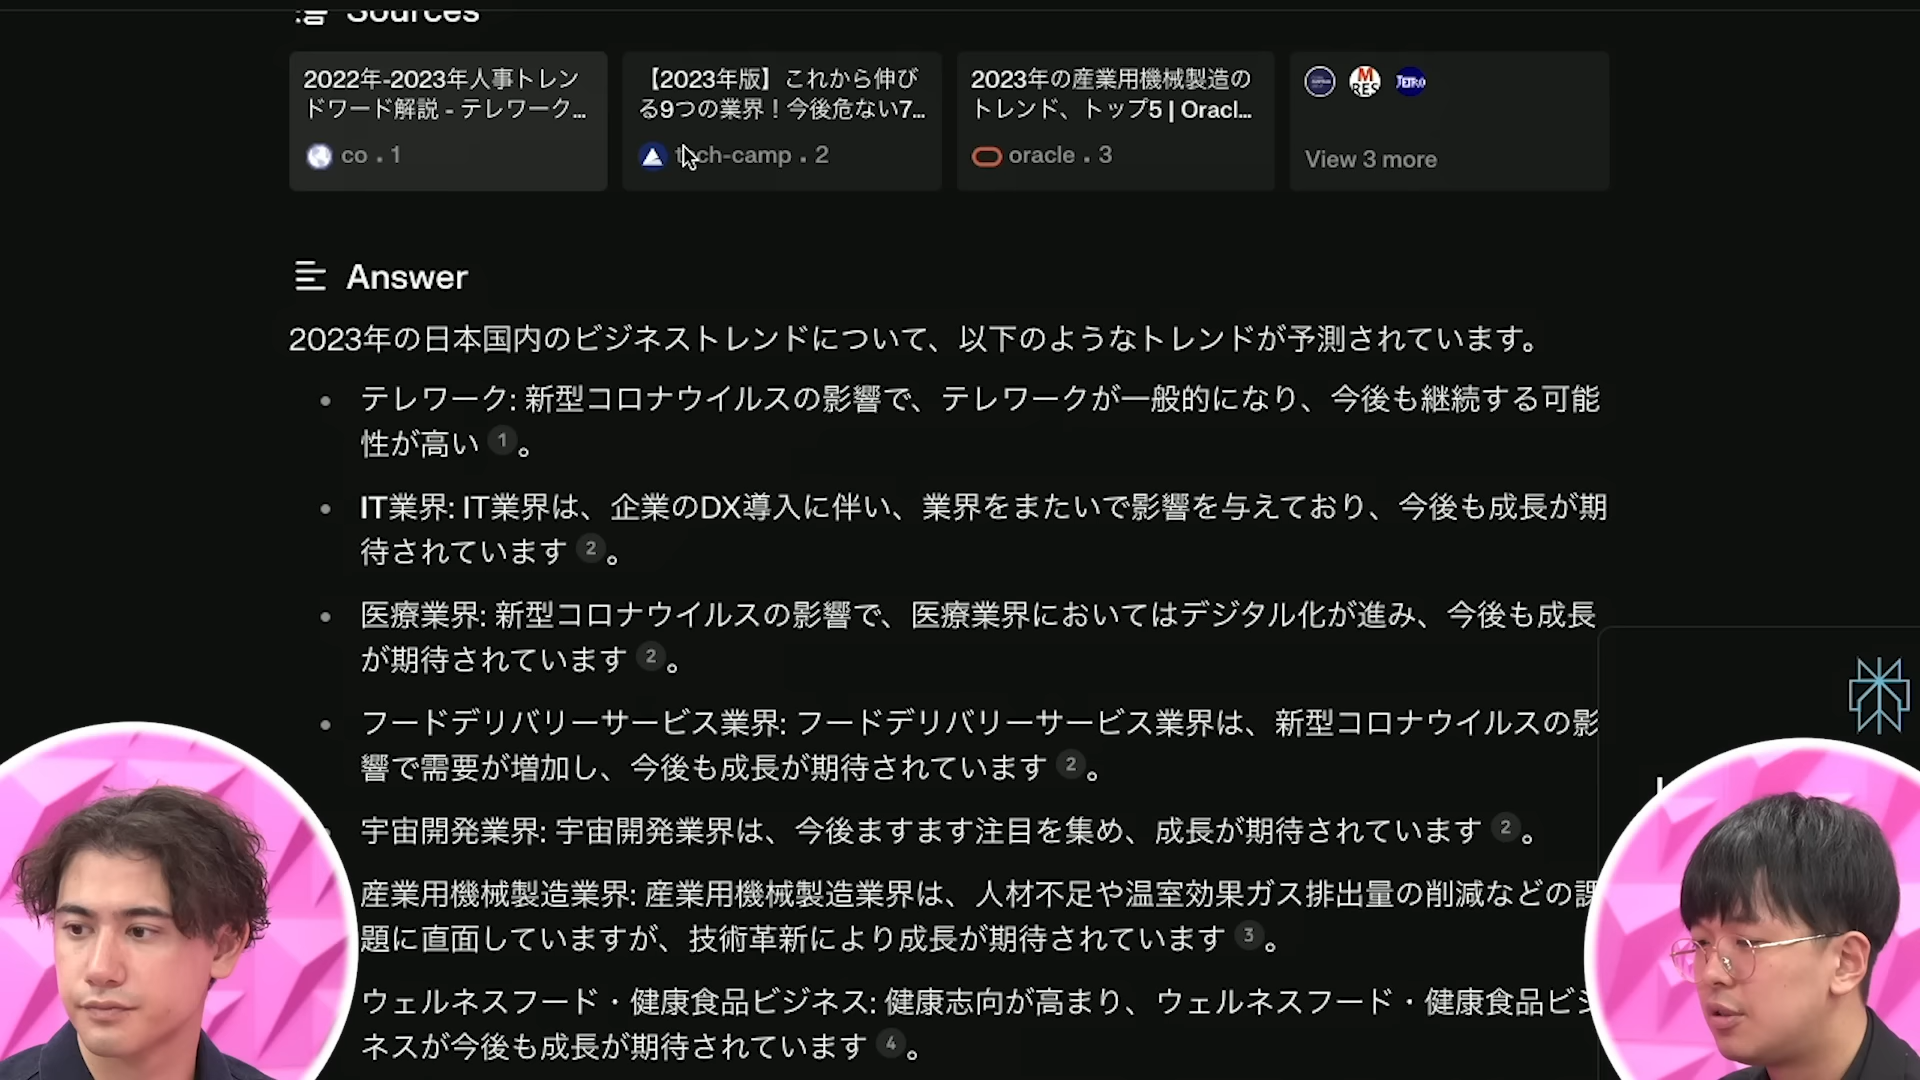 Sources
2022年-2023年人事トレン
ドワード解説 - テレワーク...
co . 1
【2023年版】これから伸び
る9つの業界！今後危ない7...
tech-camp . 2
2023年の産業用機械製造の
トレンド、トップ5 | Oracl...
oracle . 3
M
RES
JETRO
View 3 more
Answer
2023年の日本国内のビジネストレンドについて、以下のようなトレンドが予測されています。
テレワーク: 新型コロナウイルスの影響で、テレワークが一般的になり、今後も継続する可能
性が高い 1 。
IT業界: IT業界は、企業のDX導入に伴い、業界をまたいで影響を与えており、今後も成長が期
待されています 2 。
医療業界: 新型コロナウイルスの影響で、医療業界においてはデジタル化が進み、今後も成長
が期待されています 2 。
フードデリバリーサービス業界: フードデリバリーサービス業界は、新型コロナウイルスの影
響で需要が増加し、今後も成長が期待されています 2 。
宇宙開発業界: 宇宙開発業界は、今後ますます注目を集め、成長が期待されています 2 。
産業用機械製造業界: 産業用機械製造業界は、人材不足や温室効果ガス排出量の削減などの課
題に直面していますが、技術革新により成長が期待されています 3 。
ウェルネスフード・健康食品ビジネス: 健康志向が高まり、ウェルネスフード・健康食品ビジ
ネスが今後も成長が期待されています 4 。